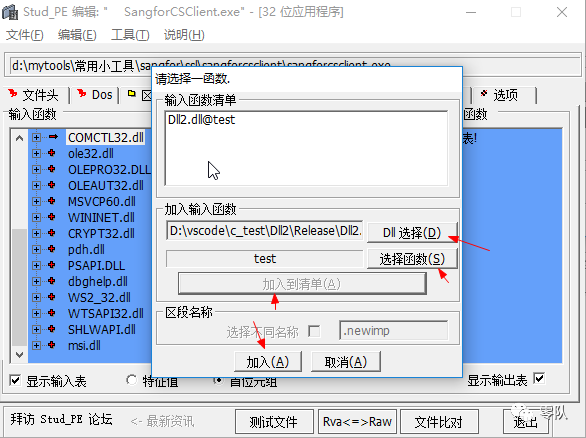 Stud_PE 编辑: " SangforCSClient.exe" - [32 位应用程序]
文件(F) 编辑(E) 工具(T) 说明(H)
d:\mytools\常用小工具\sangfor\ssl\sangforcsclient\sangforcsclient.exe
文件头 Dos 区 选项
输入函数
COMCTL32.dll
ole32.dll
OLEPRO32.DLL
OLEAUT32.dll
MSVCP60.dll
WININET.dll
CRYPT32.dll
pdh.dll
PSAPI.DLL
dbghelp.dll
WS2_32.dll
WTSAPI32.dll
SHLWAPI.dll
msi.dll
表!
请选择一函数.
输入函数清单
Dll2.dll@test
加入输入函数
D:\vscode\c_test\Dll2\Release\Dll2. Dll 选择(D)
test 选择函数(S)
加入到清单(A)
区段名称
选择不同名称 .newimp
加入(A) 取消(A)
显示输入表 特征值 首位元组 显示输出表
拜访 Stud_PE 论坛 <- 最新资讯 测试文件 Rva<=>Raw 文件比对 退出
零队